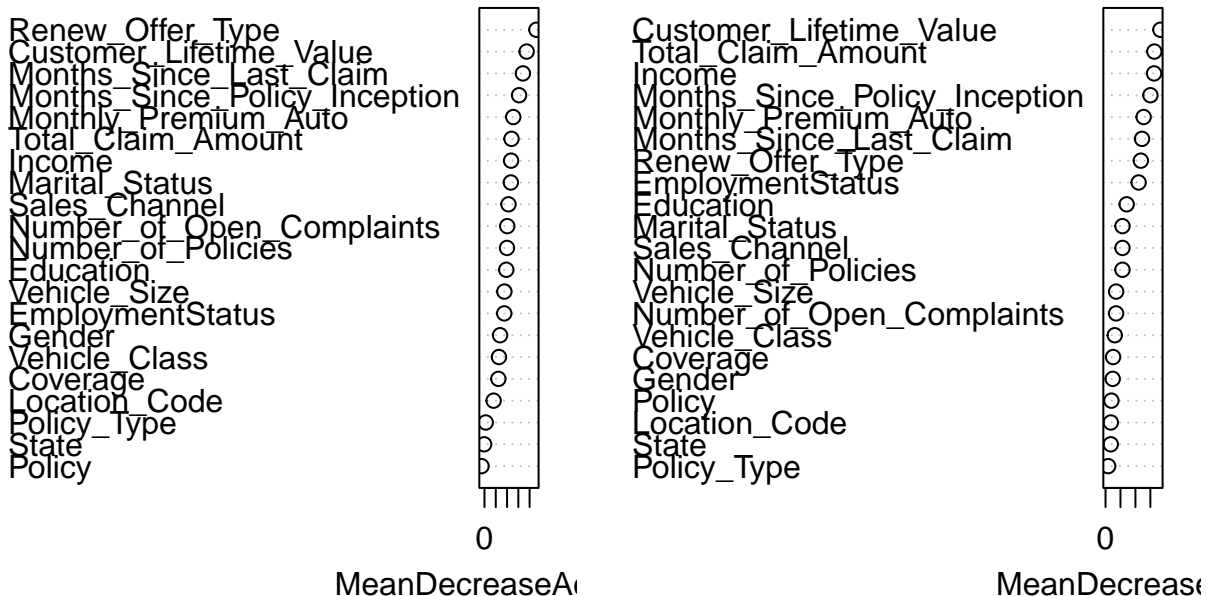 Renew_Offer_Type
Customer_Lifetime_Value
Months_Since_Last_Claim
Months_Since_Policy_Inception
Monthly_Premium_Auto
Total_Claim_Amount
Income
Marital_Status
Sales_Channel
Number_of_Open_Complaints
Number_of_Policies
Education
Vehicle_Size
EmploymentStatus
Gender
Vehicle_Class
Coverage
Location_Code
Policy_Type
State
Policy
0
MeanDecreaseAc
Customer_Lifetime_Value
Total_Claim_Amount
Income
Months_Since_Policy_Inception
Monthly_Premium_Auto
Months_Since_Last_Claim
Renew_Offer_Type
EmploymentStatus
Education
Marital_Status
Sales_Channel
Number_of_Policies
Vehicle_Size
Number_of_Open_Complaints
Vehicle_Class
Coverage
Gender
Policy
Location_Code
State
Policy_Type
0
MeanDecrease